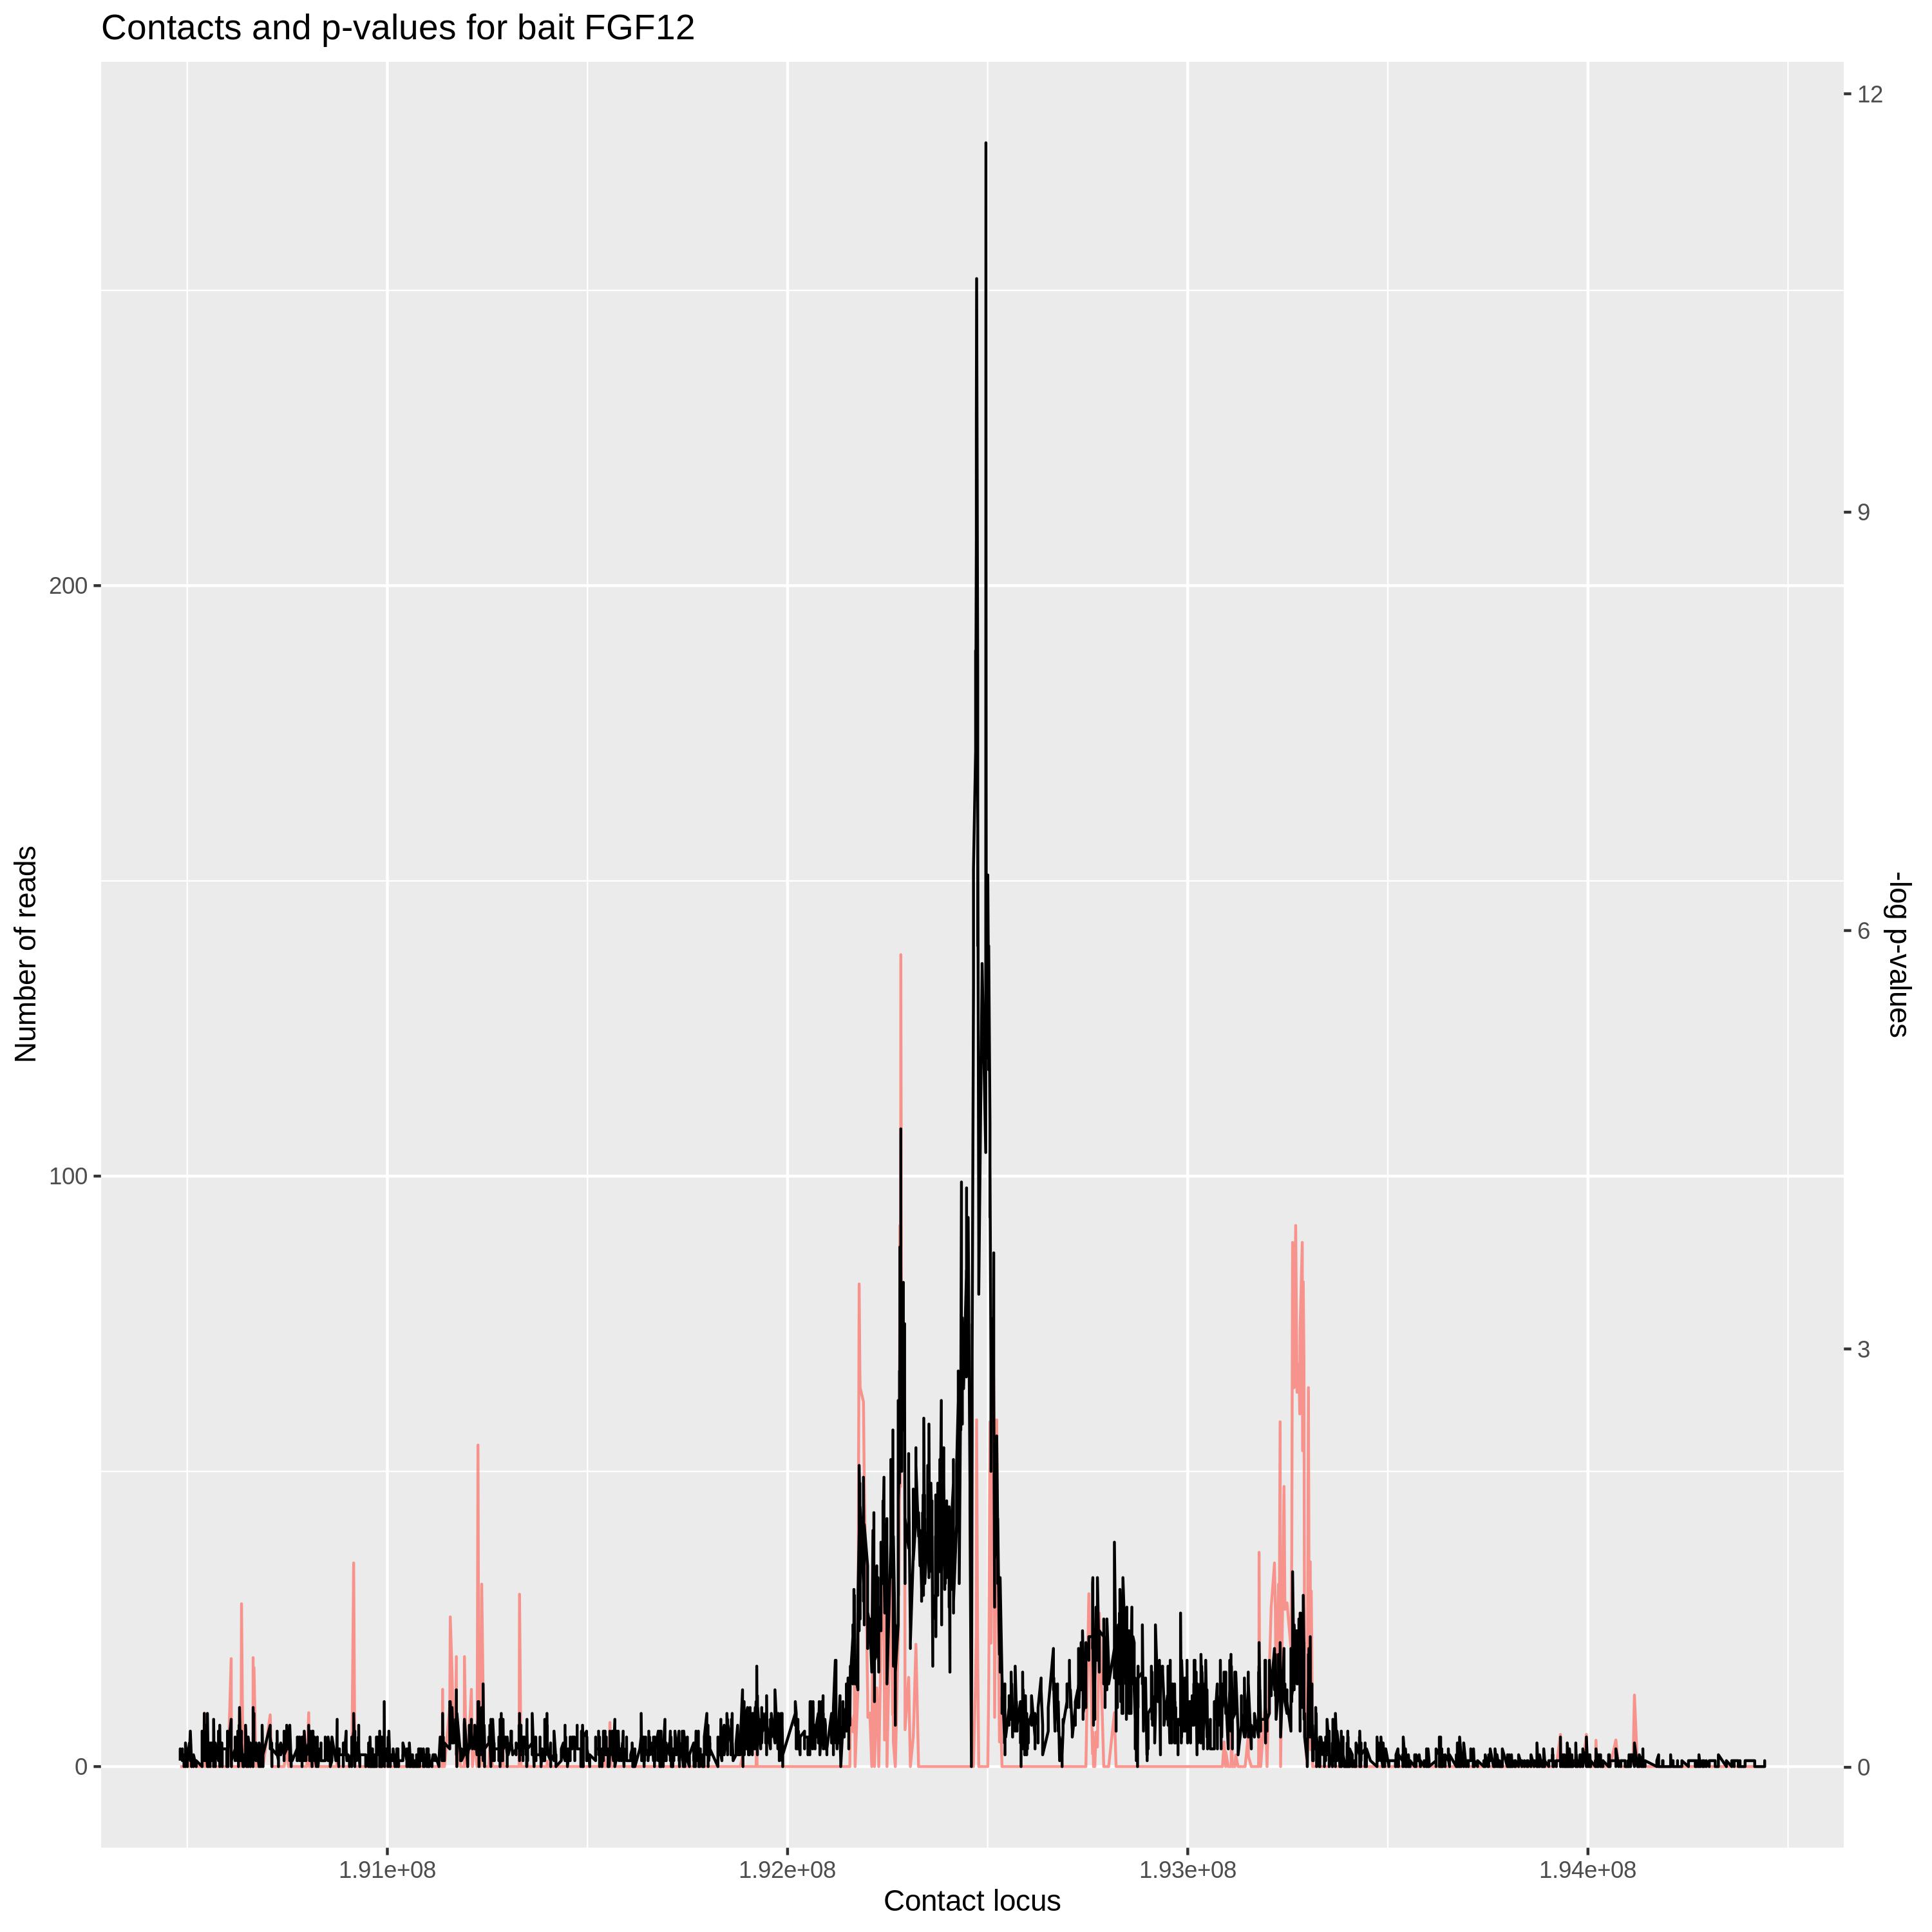 Contacts and p-values for bait FGF12
Number of reads
200
100
0
12
9
6
3
0
-log p-values
1.91e+08
1.92e+08
1.93e+08
1.94e+08
Contact locus